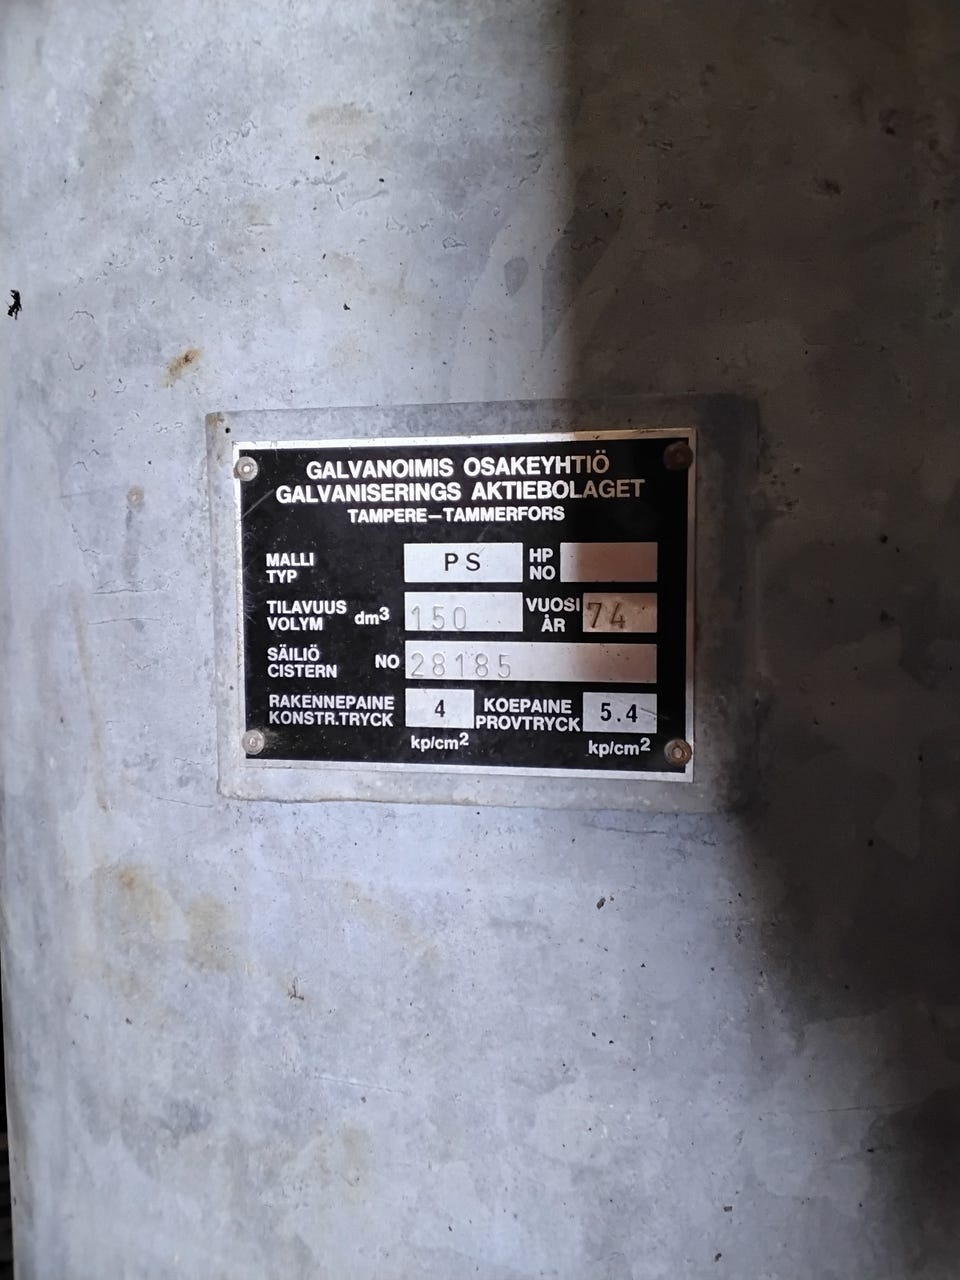 GALVANOIMIS OSAKEYHTIÖ
GALVANISERINGS AKTIEBOLAGET
TAMPERE–TAMMERFORS
MALLI TYP PS HP NO
TILAVUUS VOLYM dm3 150 VUOSI ÅR 74
SÄILIÖ CISTERN NO 28185
RAKENNEPAINE KONSTR.TRYCK 4 kp/cm2 KOEPAINE PROVTRYCK 5.4 kp/cm2